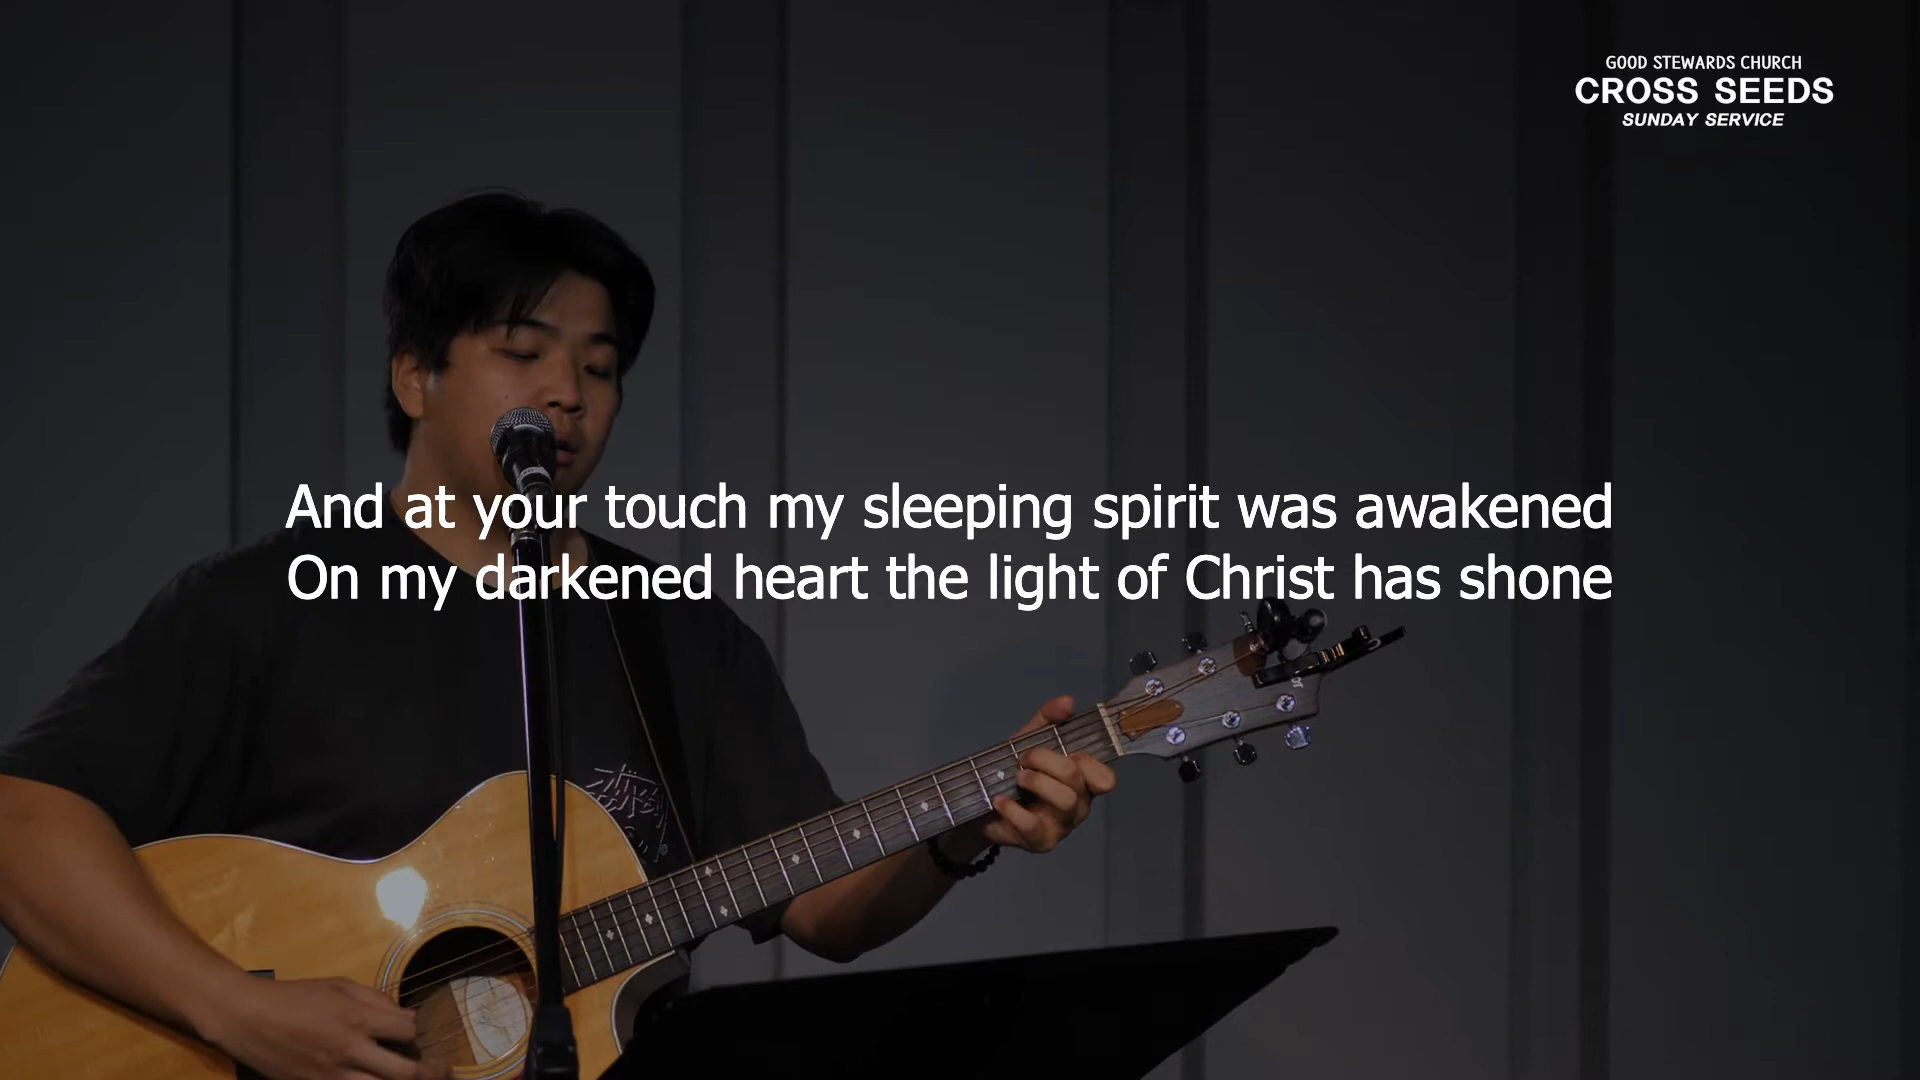 GOOD STEWARDS CHURCH
CROSS SEEDS
SUNDAY SERVICE
And at your touch my sleeping spirit was awakened
On my darkened heart the light of Christ has shone